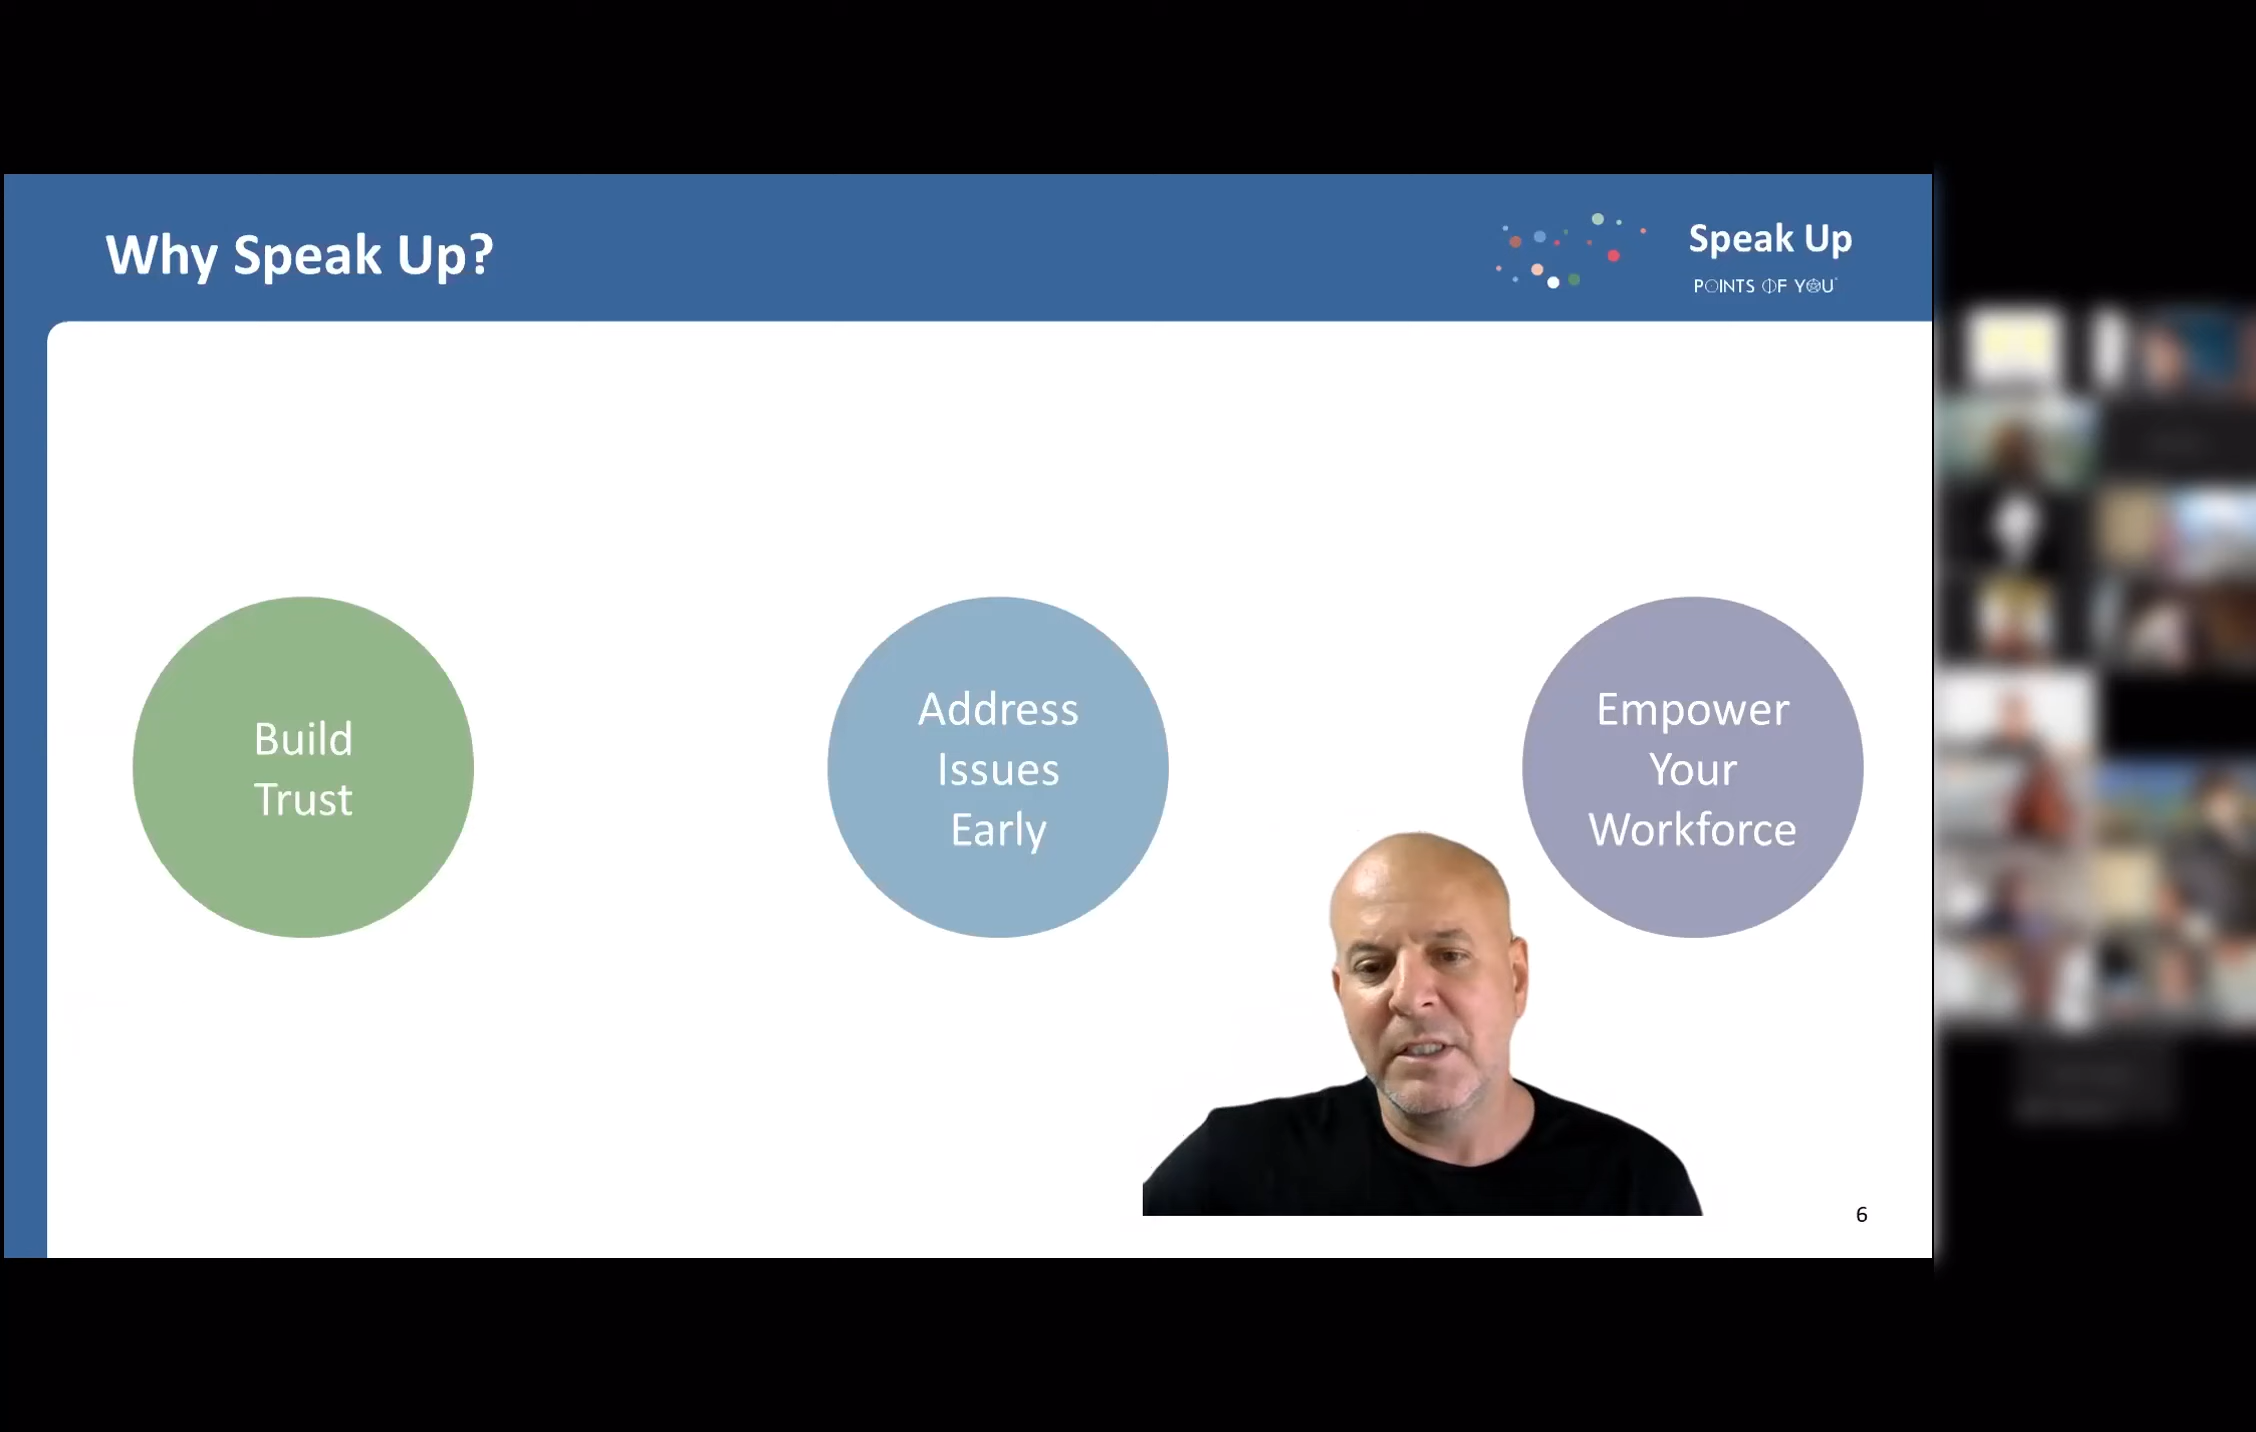 Why Speak Up?
Speak Up
POINTS OF YOU
Build
Trust
Address
Issues
Early
Empower
Your
Workforce
6